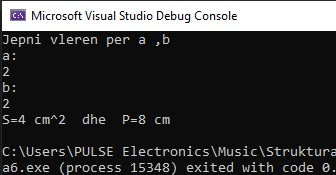 Microsoft Visual Studio Debug Console
Jepni vleren per a ,b
a:
2
b:
2
S=4 cm^2  dhe  P=8 cm
C:\Users\PULSE Electronics\Music\Struktura
a6.exe (process 15348) exited with code 0.